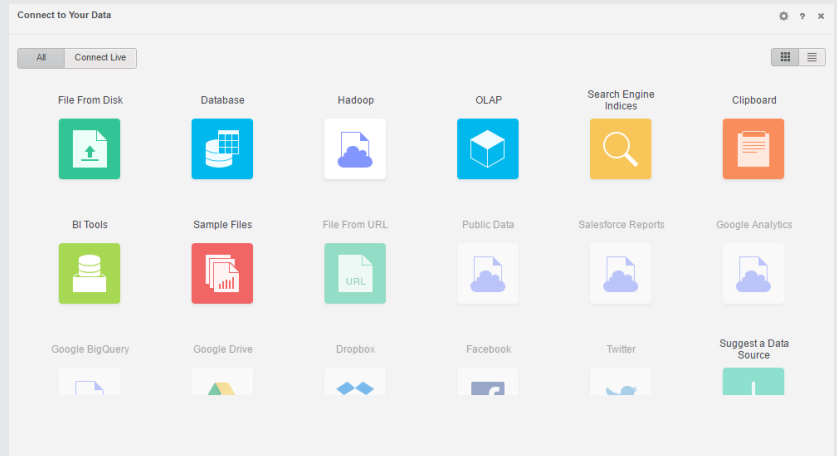 Connect to Your Data
?
All
Connect Live
File From Disk
Database
Hadoop
OLAP
Search Engine
Indices
Clipboard
BI Tools
Sample Files
File From URL
Public Data
Salesforce Reports
Google Analytics
URL
Google BigQuery
Google Drive
Dropbox
Facebook
Twitter
Suggest a Data
Source